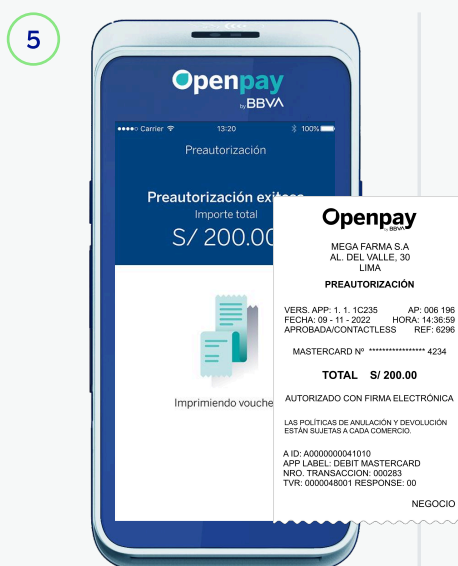 5
Openpay
by BBVA
Carrier 13:20 100%
Preautorización
Preautorización
Importe total
S/ 200.00
Imprimiendo vouche
Openpay
by BBVA
MEGA FARMA S.A
AL. DEL VALLE, 30
LIMA
PREAUTORIZACIÓN
VERS. APP: 1. 1. 1C235 AP: 006 196
FECHA: 09 - 11 - 2022 HORA: 14:36:59
APROBADA/CONTACTLESS REF: 6296
MASTERCARD Nº ***************** 4234
TOTAL S/ 200.00
AUTORIZADO CON FIRMA ELECTRÓNICA
LAS POLÍTICAS DE ANULACIÓN Y DEVOLUCIÓN
ESTÁN SUJETAS A CADA COMERCIO.
A ID: A0000000041010
APP LABEL: DEBIT MASTERCARD
NRO. TRANSACCION: 000283
TVR: 0000048001 RESPONSE: 00
NEGOCIO